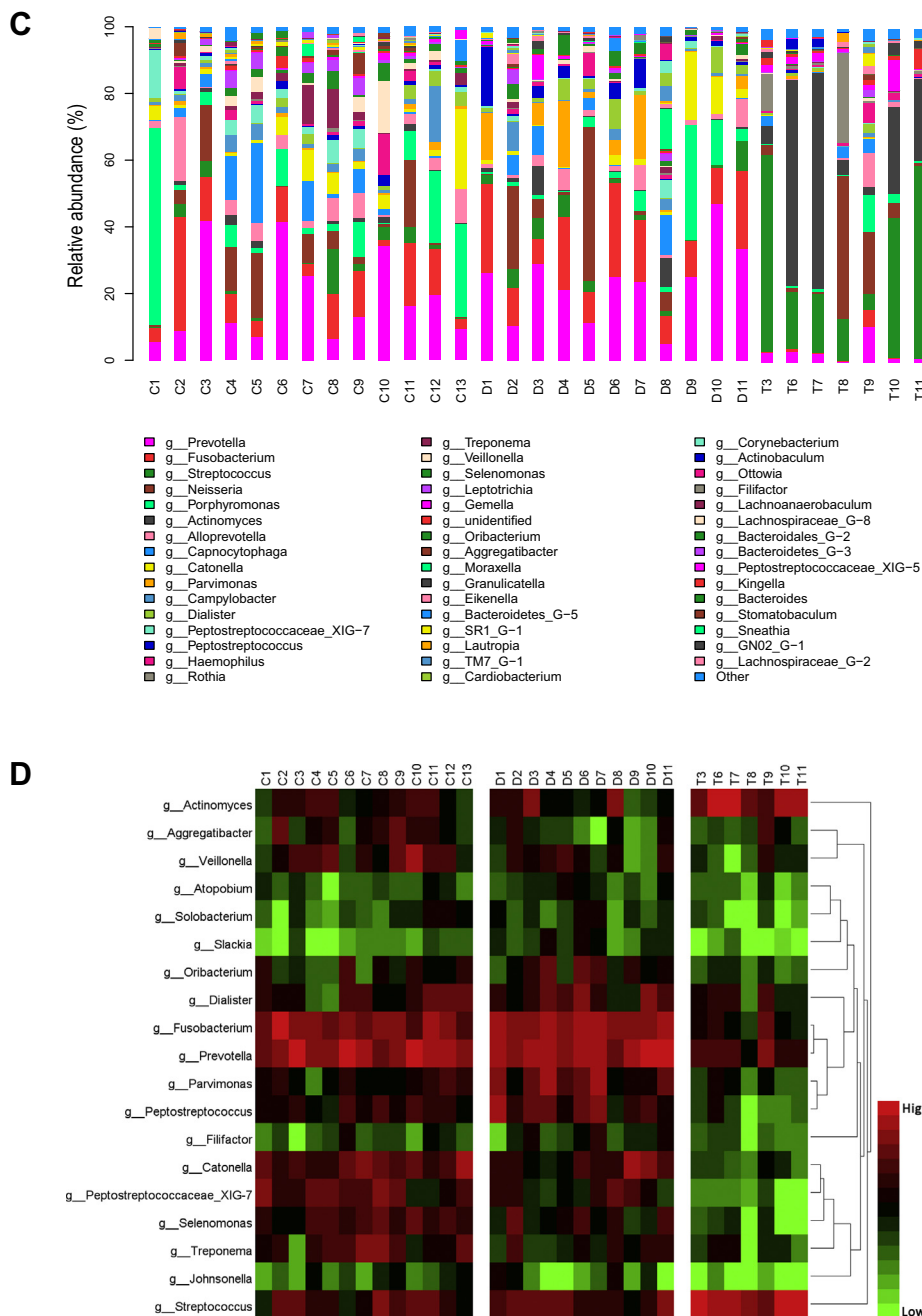 C
Relative abundance (%)
100
80
60
40
20
0
C1 C2 C3 C4 C5 C6 C7 C8 C9 C10 C11 C12 C13 D1 D2 D3 D4 D5 D6 D7 D8 D9 D10 D11 T3 T6 T7 T8 T9 T10 T11
g__Prevotella
g__Fusobacterium
g__Streptococcus
g__Neisseria
g__Porphyromonas
g__Actinomyces
g__Alloprevotella
g__Capnocytophaga
g__Catonella
g__Parvimonas
g__Campylobacter
g__Dialister
g__Peptostreptococcaceae_XIG−7
g__Peptostreptococcus
g__Haemophilus
g__Rothia
g__Treponema
g__Veillonella
g__Selenomonas
g__Leptotrichia
g__Gemella
g__unidentified
g__Oribacterium
g__Aggregatibacter
g__Moraxella
g__Granulicatella
g__Eikenella
g__Bacteroidetes_G−5
g__SR1_G−1
g__Lautropia
g__TM7_G−1
g__Cardiobacterium
g__Corynebacterium
g__Actinobaculum
g__Ottowia
g__Filifactor
g__Lachnoanaerobaculum
g__Lachnospiraceae_G−8
g__Bacteroidales_G−2
g__Bacteroidetes_G−3
g__Peptostreptococcaceae_XIG−5
g__Kingella
g__Bacteroides
g__Stomatobaculum
g__Sneathia
g__GN02_G−1
g__Lachnospiraceae_G−2
Other
D
C1 C2 C3 C4 C5 C6 C7 C8 C9 C10 C11 C12 C13 D1 D2 D3 D4 D5 D6 D7 D8 D9 D10 D11 T3 T6 T7 T8 T9 T10 T11
g__Actinomyces
g__Aggregatibacter
g__Veillonella
g__Atopobium
g__Solobacterium
g__Slackia
g__Oribacterium
g__Dialister
g__Fusobacterium
g__Prevotella
g__Parvimonas
g__Peptostreptococcus
g__Filifactor
g__Catonella
g__Peptostreptococcaceae_XIG-7
g__Selenomonas
g__Treponema
g__Johnsonella
g__Streptococcus
High
Low